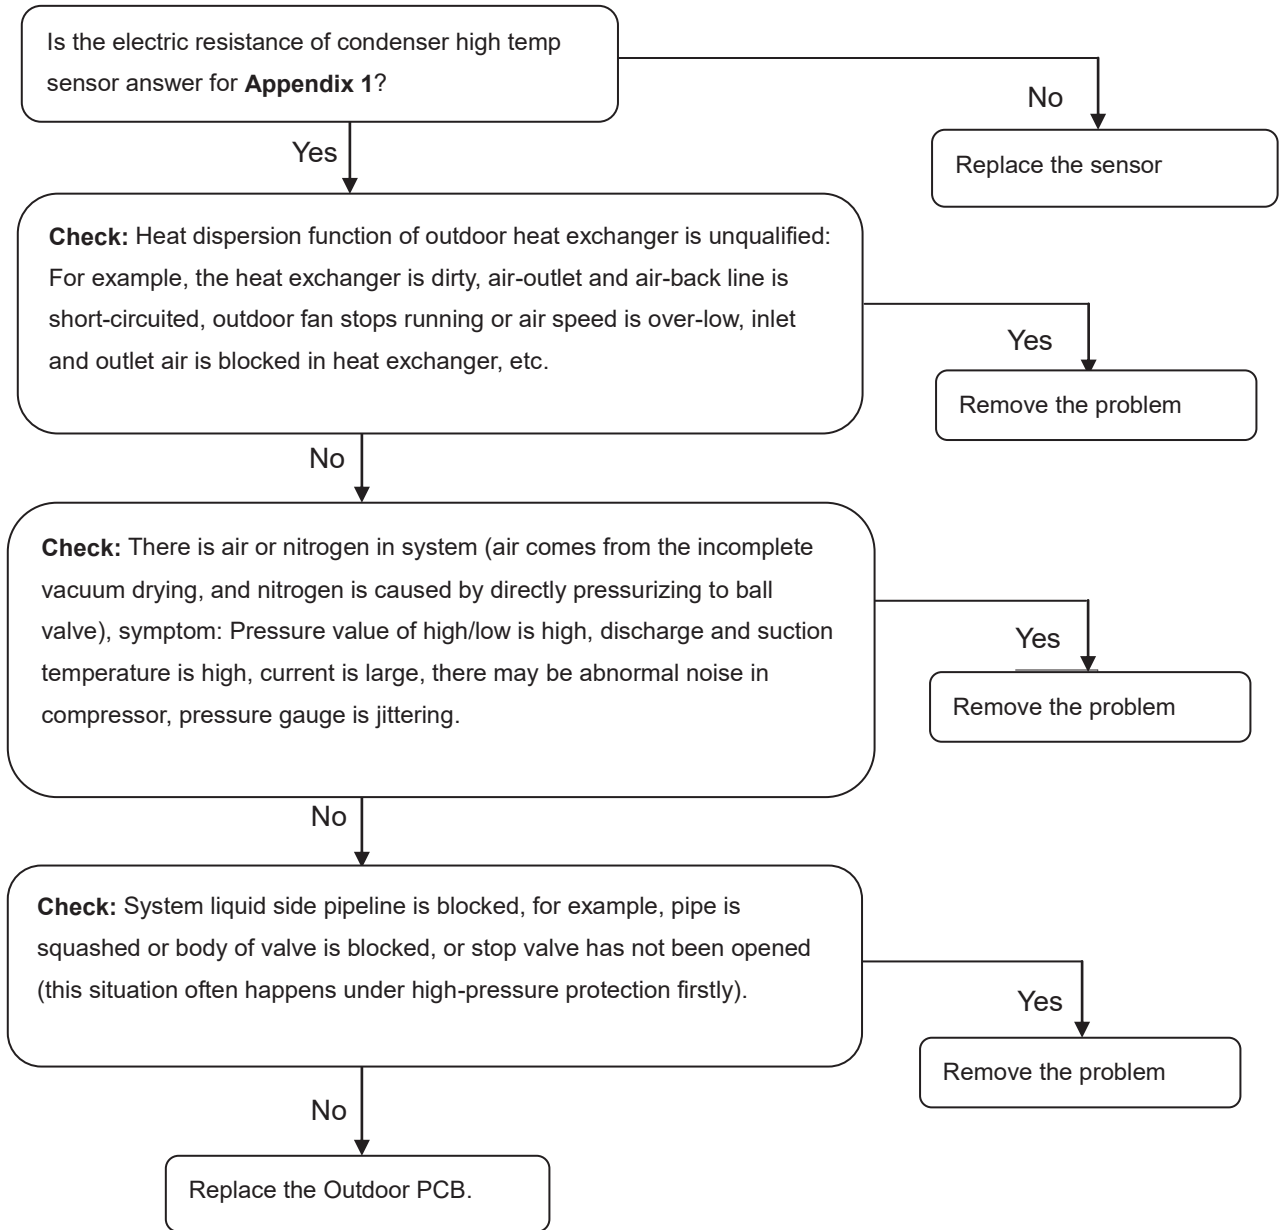 Is the electric resistance of condenser high temp
sensor answer for Appendix 1?
No
Replace the sensor
Yes
Check: Heat dispersion function of outdoor heat exchanger is unqualified:
For example, the heat exchanger is dirty, air-outlet and air-back line is
short-circuited, outdoor fan stops running or air speed is over-low, inlet
and outlet air is blocked in heat exchanger, etc.
Yes
Remove the problem
No
Check: There is air or nitrogen in system (air comes from the incomplete
vacuum drying, and nitrogen is caused by directly pressurizing to ball
valve), symptom: Pressure value of high/low is high, discharge and suction
temperature is high, current is large, there may be abnormal noise in
compressor, pressure gauge is jittering.
Yes
Remove the problem
No
Check: System liquid side pipeline is blocked, for example, pipe is
squashed or body of valve is blocked, or stop valve has not been opened
(this situation often happens under high-pressure protection firstly).
Yes
Remove the problem
No
Replace the Outdoor PCB.